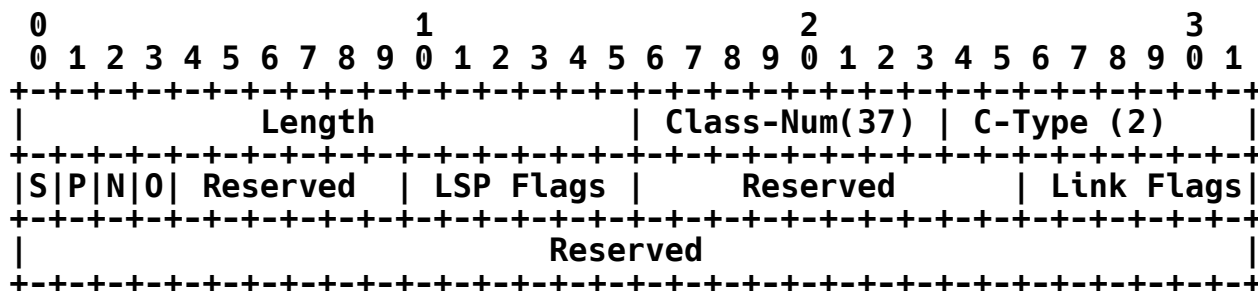 0                   1                   2                   3
 0 1 2 3 4 5 6 7 8 9 0 1 2 3 4 5 6 7 8 9 0 1 2 3 4 5 6 7 8 9 0 1
+-+-+-+-+-+-+-+-+-+-+-+-+-+-+-+-+-+-+-+-+-+-+-+-+-+-+-+-+-+-+-+-+
|            Length             | Class-Num(37) | C-Type (2)    |
+-+-+-+-+-+-+-+-+-+-+-+-+-+-+-+-+-+-+-+-+-+-+-+-+-+-+-+-+-+-+-+-+
|S|P|N|O| Reserved  | LSP Flags |     Reserved      | Link Flags|
+-+-+-+-+-+-+-+-+-+-+-+-+-+-+-+-+-+-+-+-+-+-+-+-+-+-+-+-+-+-+-+-+
|                           Reserved                            |
+-+-+-+-+-+-+-+-+-+-+-+-+-+-+-+-+-+-+-+-+-+-+-+-+-+-+-+-+-+-+-+-+